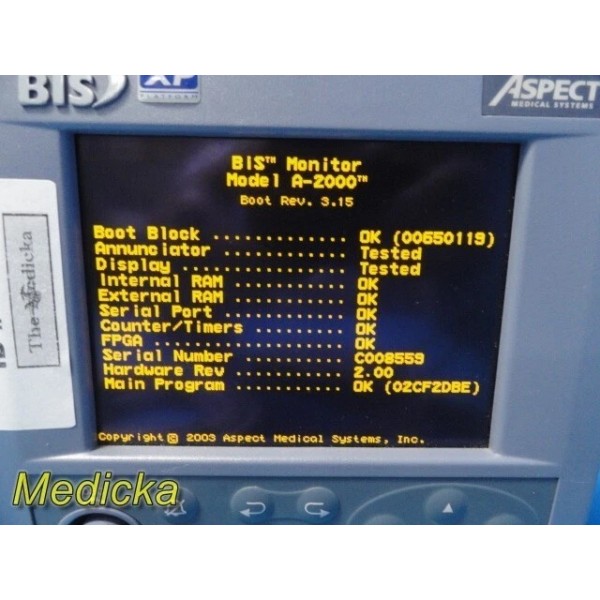 BIS XP
PLATFORM
ASPECT
MEDICAL SYSTEMS
BIS™ Monitor
Model A-2000™
Boot Rev. 3.15
Boot Block ............. OK (00650119)
Annunciator ............ Tested
Display ................ Tested
Internal RAM ........... OK
External RAM ........... OK
Serial Port ............ OK
Counter/Timers ......... OK
FPGA ................... OK
Serial Number .......... C008559
Hardware Rev ........... 2.00
Main Program ........... OK (02CF2DBE)
Copyright © 2003 Aspect Medical Systems, Inc.
The Medicka
Medicka